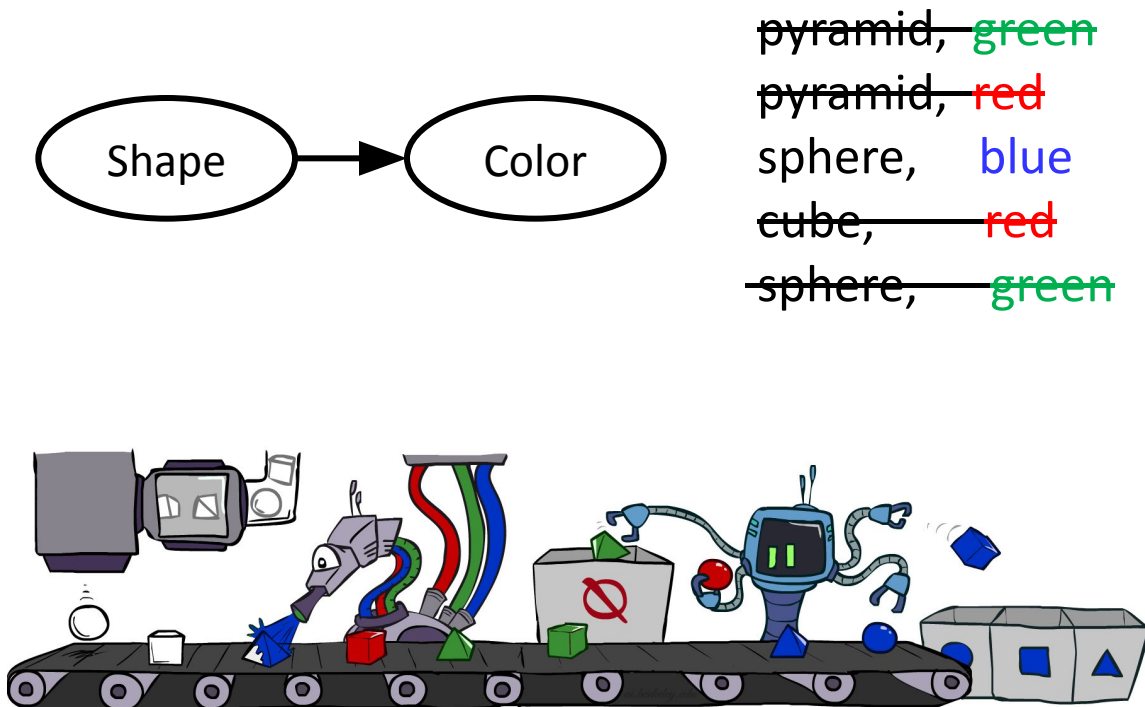 Shape
Color
pyramid, green
pyramid, red
sphere, blue
cube, red
sphere, green